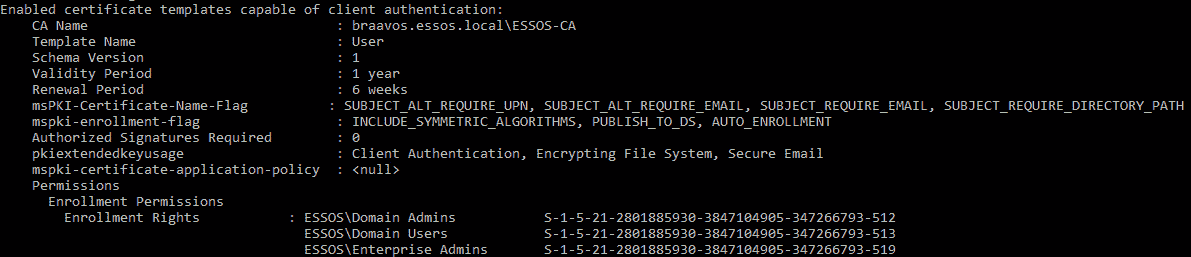 Enabled certificate templates capable of client authentication:
    CA Name                               : braavos.essos.local\ESSOS-CA
    Template Name                         : User
    Schema Version                        : 1
    Validity Period                       : 1 year
    Renewal Period                        : 6 weeks
    msPKI-Certificate-Name-Flag          : SUBJECT_ALT_REQUIRE_UPN, SUBJECT_ALT_REQUIRE_EMAIL, SUBJECT_REQUIRE_EMAIL, SUBJECT_REQUIRE_DIRECTORY_PATH
    mspki-enrollment-flag                 : INCLUDE_SYMMETRIC_ALGORITHMS, PUBLISH_TO_DS, AUTO_ENROLLMENT
    Authorized Signatures Required        : 0
    pkiextendedkeyusage                   : Client Authentication, Encrypting File System, Secure Email
    mspki-certificate-application-policy  : <null>
    Permissions
      Enrollment Permissions
        Enrollment Rights           : ESSOS\Domain Admins           S-1-5-21-2801885930-3847104905-347266793-512
                                      ESSOS\Domain Users            S-1-5-21-2801885930-3847104905-347266793-513
                                      ESSOS\Enterprise Admins       S-1-5-21-2801885930-3847104905-347266793-519